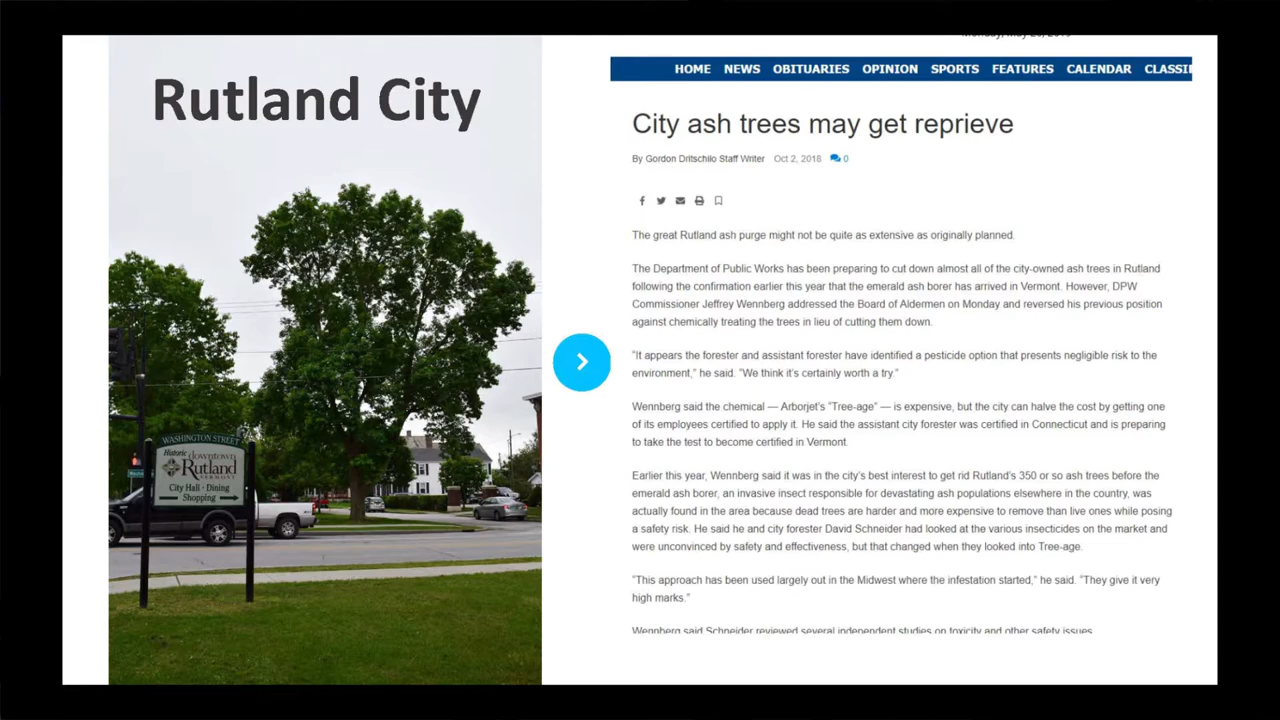 Rutland City
WASHINGTON STREET
Historic downtown
Rutland
VERMONT
City Hall · Dining
Shopping
HOME NEWS OBITUARIES OPINION SPORTS FEATURES CALENDAR CLASSI
City ash trees may get reprieve
By Gordon Dritschilo Staff Writer Oct 2, 2018 0
The great Rutland ash purge might not be quite as extensive as originally planned.
The Department of Public Works has been preparing to cut down almost all of the city-owned ash trees in Rutland
following the confirmation earlier this year that the emerald ash borer has arrived in Vermont. However, DPW
Commissioner Jeffrey Wennberg addressed the Board of Aldermen on Monday and reversed his previous position
against chemically treating the trees in lieu of cutting them down.
“It appears the forester and assistant forester have identified a pesticide option that presents negligible risk to the
environment,” he said. “We think it’s certainly worth a try.”
Wennberg said the chemical — Arborjet’s “Tree-age” — is expensive, but the city can halve the cost by getting one
of its employees certified to apply it. He said the assistant city forester was certified in Connecticut and is preparing
to take the test to become certified in Vermont.
Earlier this year, Wennberg said it was in the city’s best interest to get rid Rutland’s 350 or so ash trees before the
emerald ash borer, an invasive insect responsible for devastating ash populations elsewhere in the country, was
actually found in the area because dead trees are harder and more expensive to remove than live ones while posing
a safety risk. He said he and city forester David Schneider had looked at the various insecticides on the market and
were unconvinced by safety and effectiveness, but that changed when they looked into Tree-age.
“This approach has been used largely out in the Midwest where the infestation started,” he said. “They give it very
high marks.”
Wennberg said Schneider reviewed several independent studies on toxicity and other safety issues